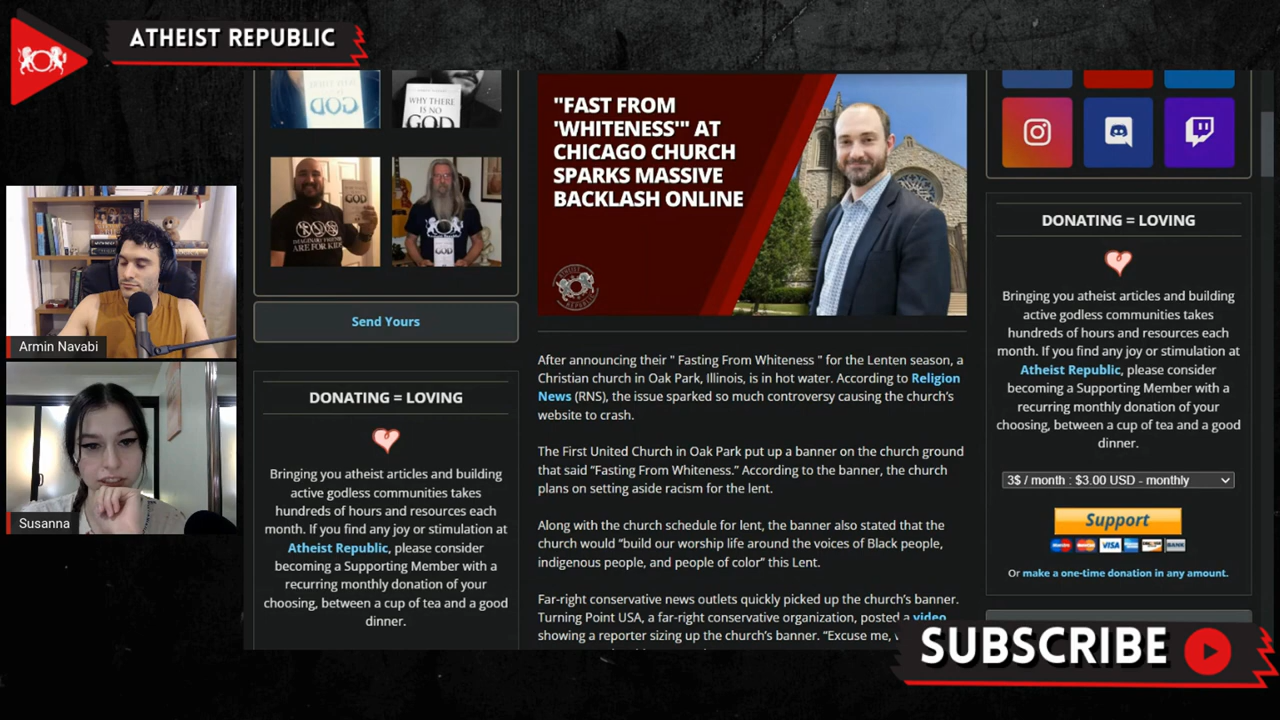 ATHEIST REPUBLIC
Armin Navabi
Susanna
GOD
WHY THERE
IS NO
GOD
GOD
IMAGINARY FRIENDS
ARE FOR KIDS
GOD
Send Yours
DONATING = LOVING
Bringing you atheist articles and building
active godless communities takes
hundreds of hours and resources each
month. If you find any joy or stimulation at
Atheist Republic, please consider
becoming a Supporting Member with a
recurring monthly donation of your
choosing, between a cup of tea and a good
dinner.
"FAST FROM
'WHITENESS'" AT
CHICAGO CHURCH
SPARKS MASSIVE
BACKLASH ONLINE
After announcing their " Fasting From Whiteness " for the Lenten season, a
Christian church in Oak Park, Illinois, is in hot water. According to Religion
News (RNS), the issue sparked so much controversy causing the church's
website to crash.
The First United Church in Oak Park put up a banner on the church ground
that said “Fasting From Whiteness.” According to the banner, the church
plans on setting aside racism for the lent.
Along with the church schedule for lent, the banner also stated that the
church would “build our worship life around the voices of Black people,
indigenous people, and people of color” this Lent.
Far-right conservative news outlets quickly picked up the church's banner.
Turning Point USA, a far-right conservative organization, posted a video
showing a reporter sizing up the church's banner. “Excuse me,
DONATING = LOVING
Bringing you atheist articles and building
active godless communities takes
hundreds of hours and resources each
month. If you find any joy or stimulation at
Atheist Republic, please consider
becoming a Supporting Member with a
recurring monthly donation of your
choosing, between a cup of tea and a good
dinner.
3$ / month : $3.00 USD - monthly
Support
VISA
BANK
Or make a one-time donation in any amount.
SUBSCRIBE